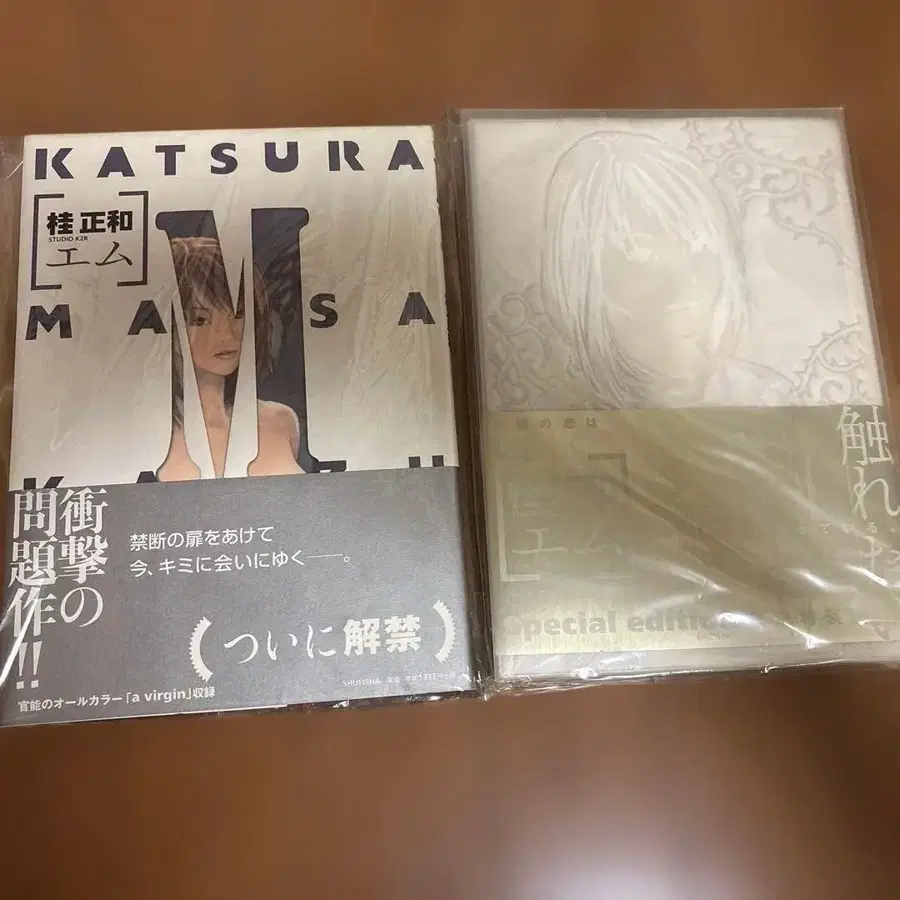 KATSURA
桂 正和
STUDIO K2R
エム
M
MASA
衝撃の
問題作!!
禁断の扉をあけて
今、キミに会いにゆく——。
(ついに解禁)
官能のオールカラー「a virgin」収録
SHUEISHA
触れ
エム
pecial edition